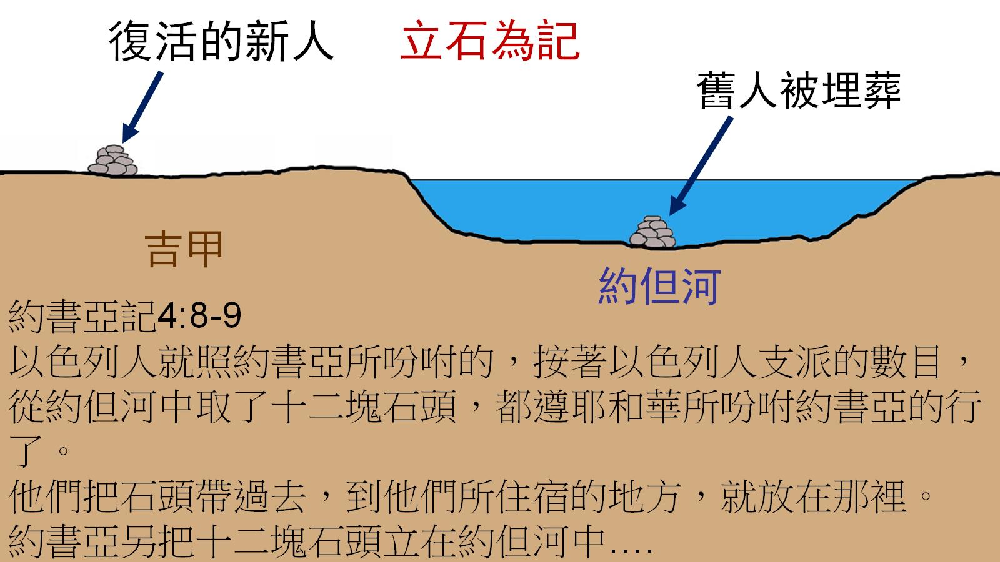 復活的新人
立石為記
舊人被埋葬
吉甲
約但河
約書亞記4:8-9
以色列人就照約書亞所吩咐的，按著以色列人支派的數目，
從約但河中取了十二塊石頭，都遵耶和華所吩咐約書亞的行
了。
他們把石頭帶過去，到他們所住宿的地方，就放在那裡。
約書亞另把十二塊石頭立在約但河中....